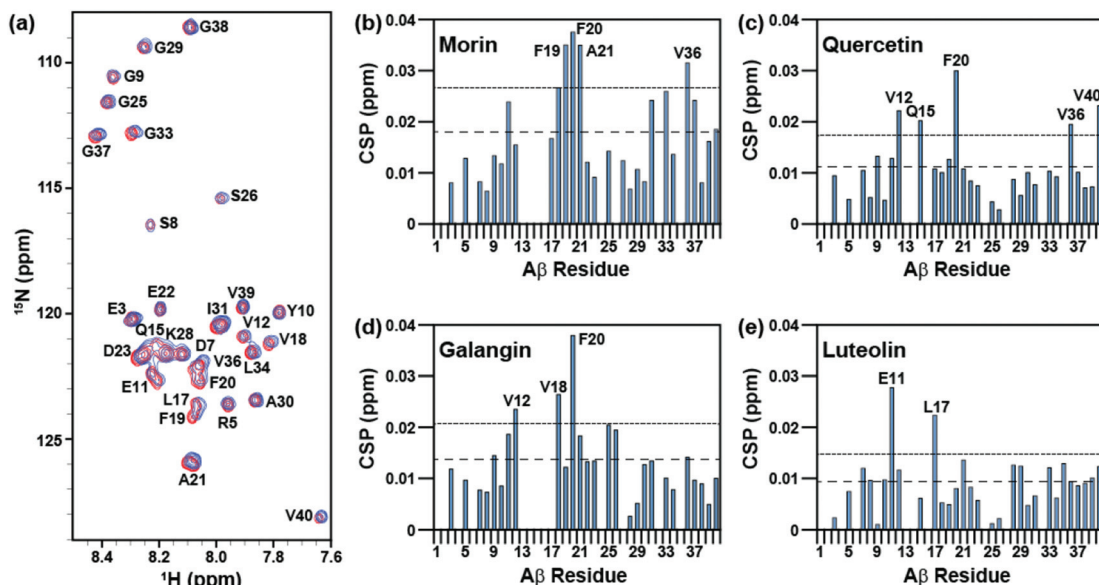 (a)
G38
G29
G9
G25
G33
G37
S26
S8
E22
V39
E3
I31
Y10
Q15
K28
V12
D7
V18
D23
V36
L34
E11
F20
L17
A30
F19
R5
A21
V40
110
115
120
125
¹⁵N (ppm)
8.4 8.2 8.0 7.8 7.6
¹H (ppm)
(b)
Morin
F20
F19
A21
V36
0.04
0.03
0.02
0.01
0
CSP (ppm)
1 5 9 13 17 21 25 29 33 37
Aβ Residue
(c)
Quercetin
F20
V12
Q15
V40
V36
0.04
0.03
0.02
0.01
0
CSP (ppm)
1 5 9 13 17 21 25 29 33 37
Aβ Residue
(d)
Galangin
F20
V18
V12
0.04
0.03
0.02
0.01
0
CSP (ppm)
1 5 9 13 17 21 25 29 33 37
Aβ Residue
(e)
Luteolin
E11
L17
0.04
0.03
0.02
0.01
0
CSP (ppm)
1 5 9 13 17 21 25 29 33 37
Aβ Residue